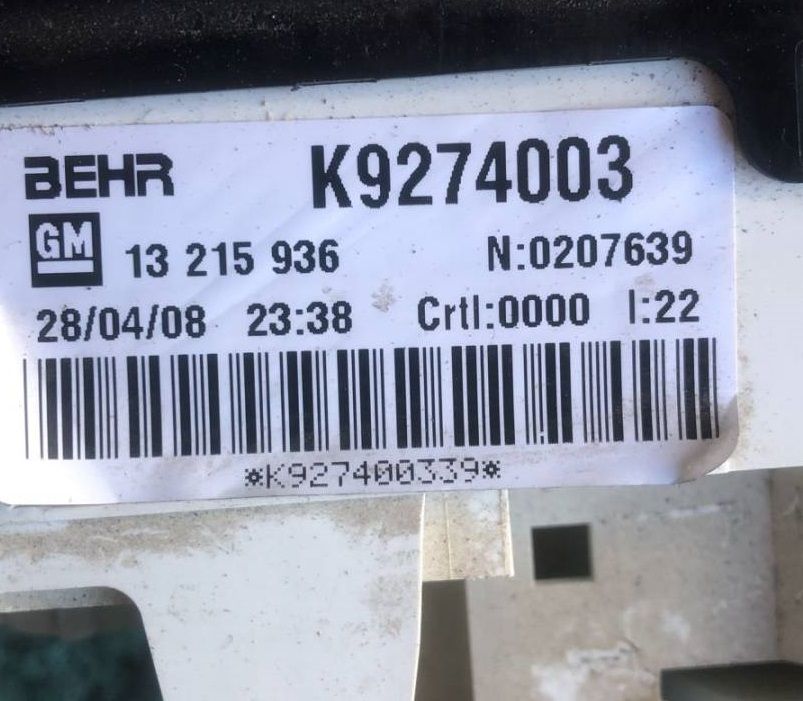 BEHR K9274003
GM 13 215 936 N:0207639
28/04/08 23:38 Crtl:0000 I:22
*K927400339*